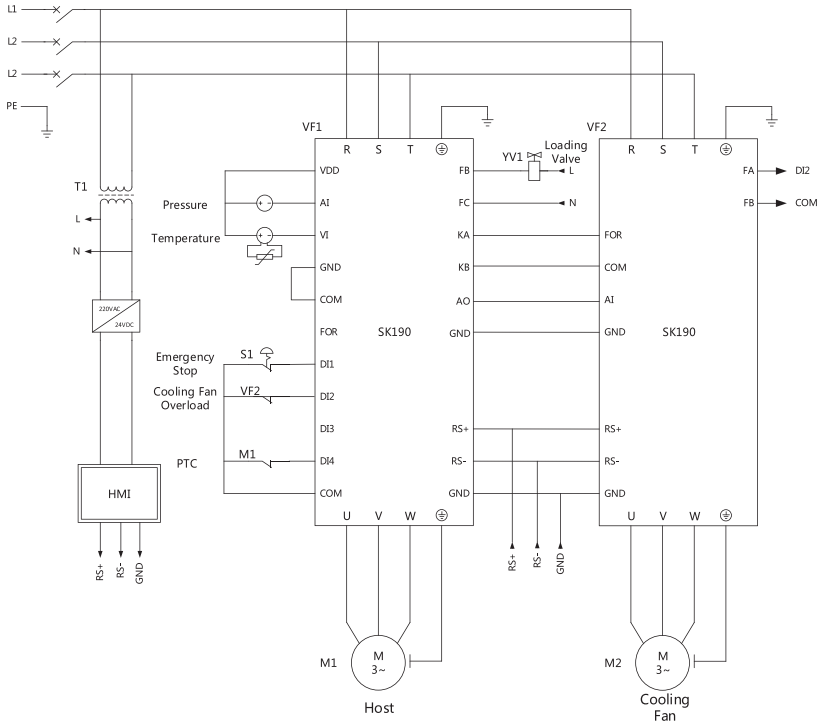 L1
L2
L2
PE
VF1
VF2
R S T
R S T
T1
L
N
220VAC
24VDC
HMI
RS+
RS-
GND
Pressure
Temperature
Emergency
Stop
S1
Cooling Fan
Overload
VF2
PTC
M1
VDD
AI
VI
GND
COM
FOR
DI1
DI2
DI3
DI4
COM
SK190
FB
FC
KA
KB
AO
GND
RS+
RS-
GND
U V W
YV1
Loading
Valve
L
N
RS+
RS-
GND
FOR
COM
AI
GND
RS+
RS-
GND
SK190
FA
FB
DI2
COM
U V W
M1
M
3~
Host
M2
M
3~
Cooling
Fan